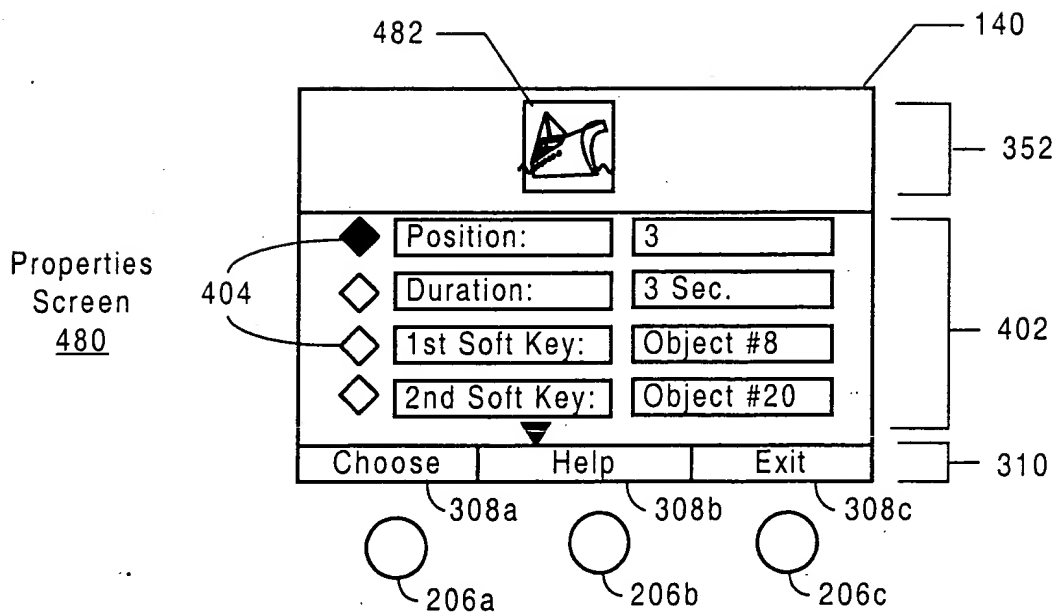 482
140
352
Position: 3
Properties Screen 480
404
Duration: 3 Sec.
402
1st Soft Key: Object #8
2nd Soft Key: Object #20
Choose Help Exit
310
308a 308b 308c
206a 206b 206c